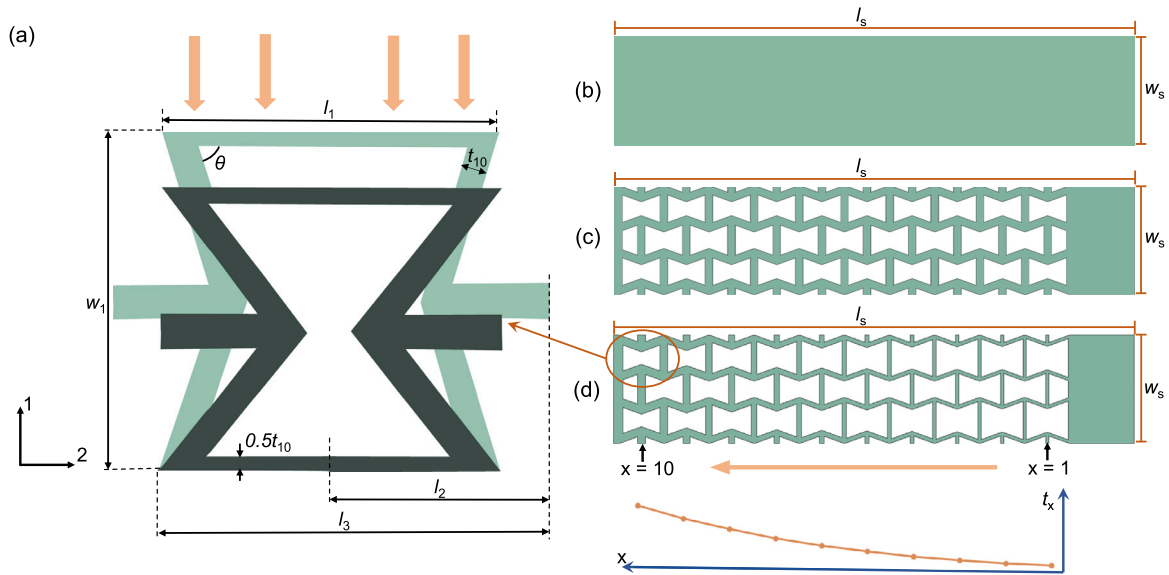 (a)
l₁
θ
t₁₀
w₁
0.5t₁₀
l₂
l₃
1
2
lₛ
(b)
wₛ
lₛ
(c)
wₛ
lₛ
(d)
wₛ
x = 10
x = 1
tₓ
x